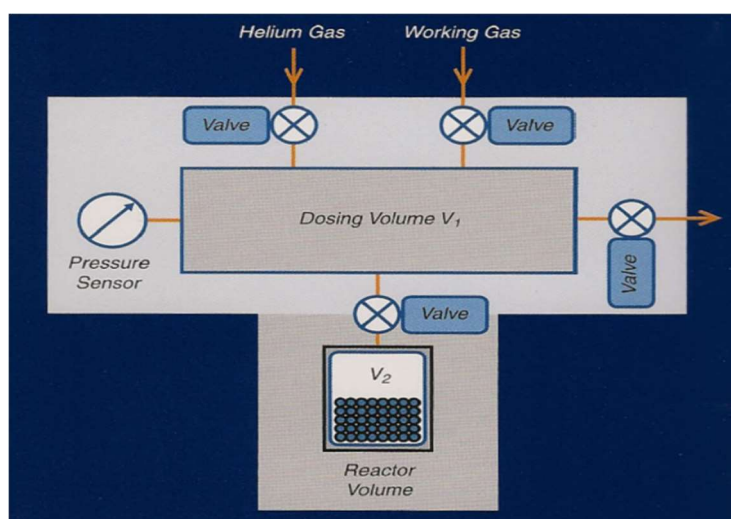 Helium Gas
Working Gas
Valve
Valve
Dosing Volume V₁
Pressure
Sensor
Valve
Valve
V₂
Reactor
Volume